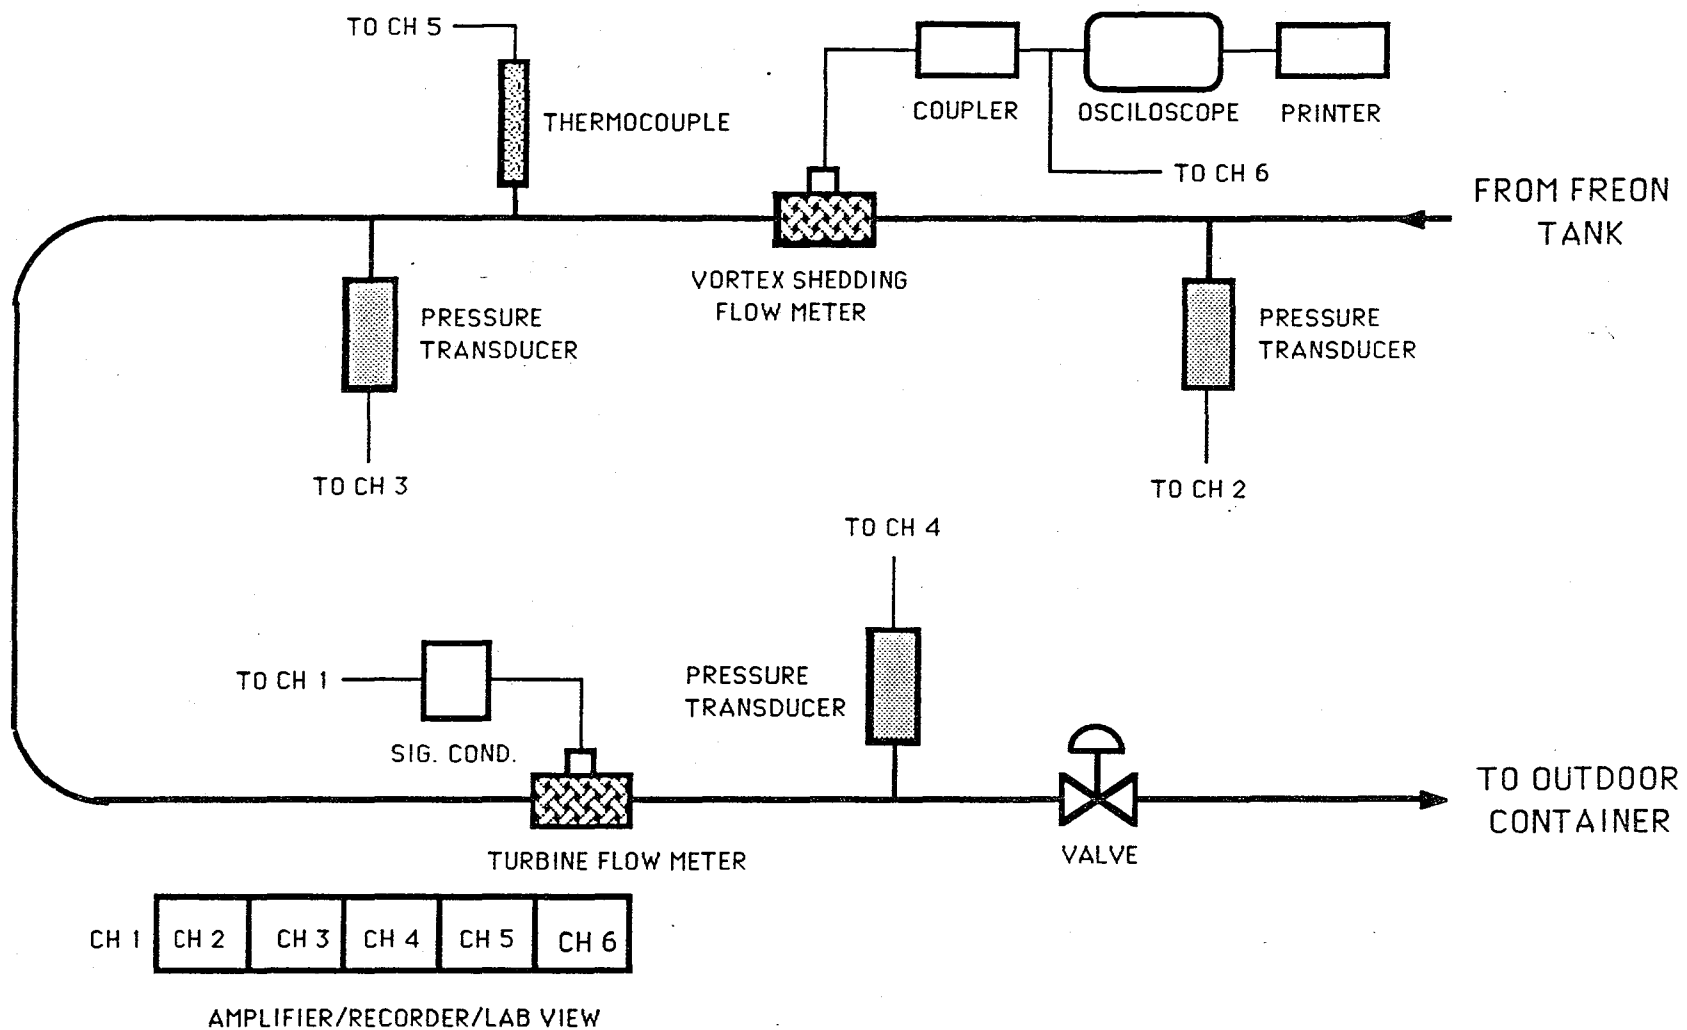 TO CH 5
THERMOCOUPLE
COUPLER
OSCILOSCOPE
PRINTER
TO CH 6
FROM FREON
TANK
VORTEX SHEDDING
FLOW METER
PRESSURE
TRANSDUCER
PRESSURE
TRANSDUCER
TO CH 3
TO CH 2
TO CH 4
TO CH 1
SIG. COND.
PRESSURE
TRANSDUCER
TURBINE FLOW METER
VALVE
TO OUTDOOR
CONTAINER
CH 1 CH 2 CH 3 CH 4 CH 5 CH 6
AMPLIFIER/RECORDER/LAB VIEW